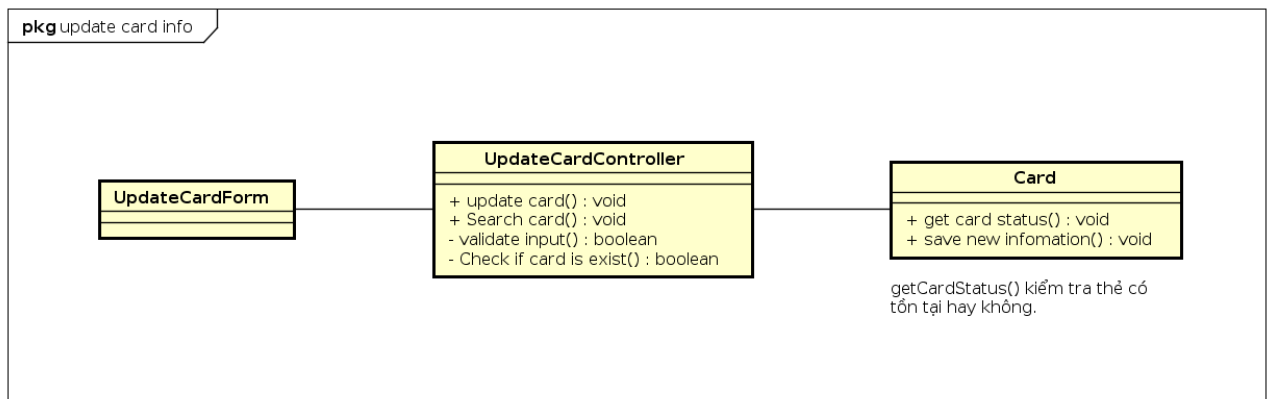 pkg update card info
UpdateCardForm
UpdateCardController
+ update card() : void
+ Search card() : void
- validate input() : boolean
- Check if card is exist() : boolean
Card
+ get card status() : void
+ save new infomation() : void
getCardStatus() kiểm tra thẻ có
tồn tại hay không.